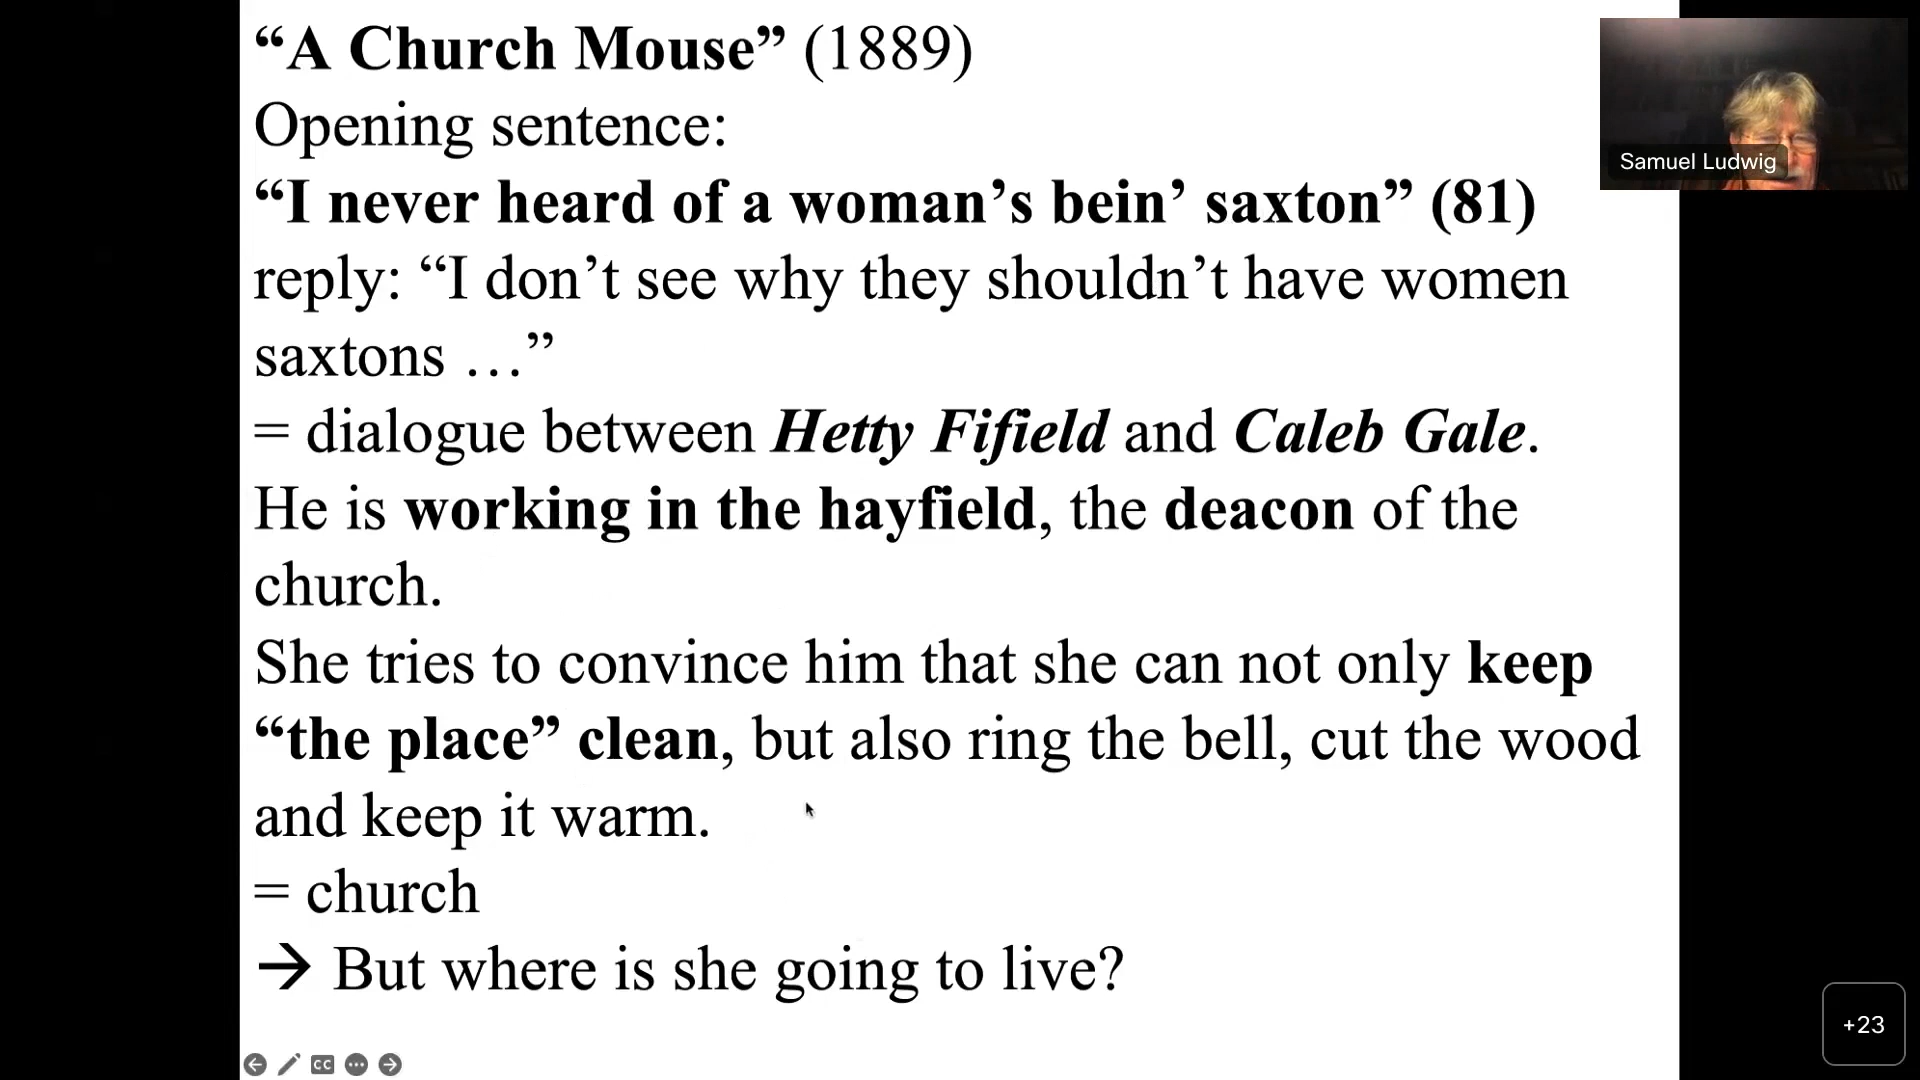 “A Church Mouse” (1889)
Opening sentence:
“I never heard of a woman’s bein’ saxton” (81)
reply: “I don’t see why they shouldn’t have women
saxtons …”
= dialogue between Hetty Fifield and Caleb Gale.
He is working in the hayfield, the deacon of the
church.
She tries to convince him that she can not only keep
“the place” clean, but also ring the bell, cut the wood
and keep it warm.
= church
→ But where is she going to live?
Samuel Ludwig
CC
+23